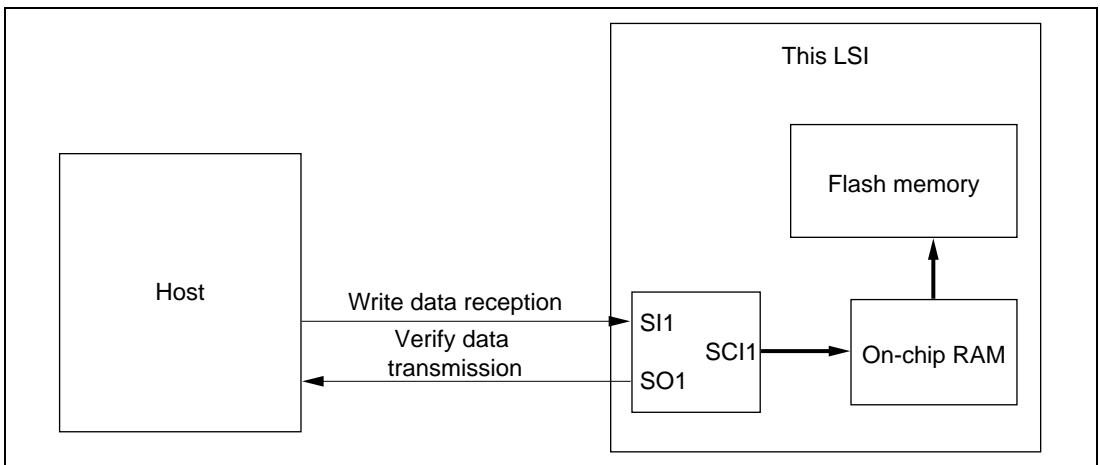 This LSI
Flash memory
Host
Write data reception
Verify data
transmission
SI1
SCI1
SO1
On-chip RAM